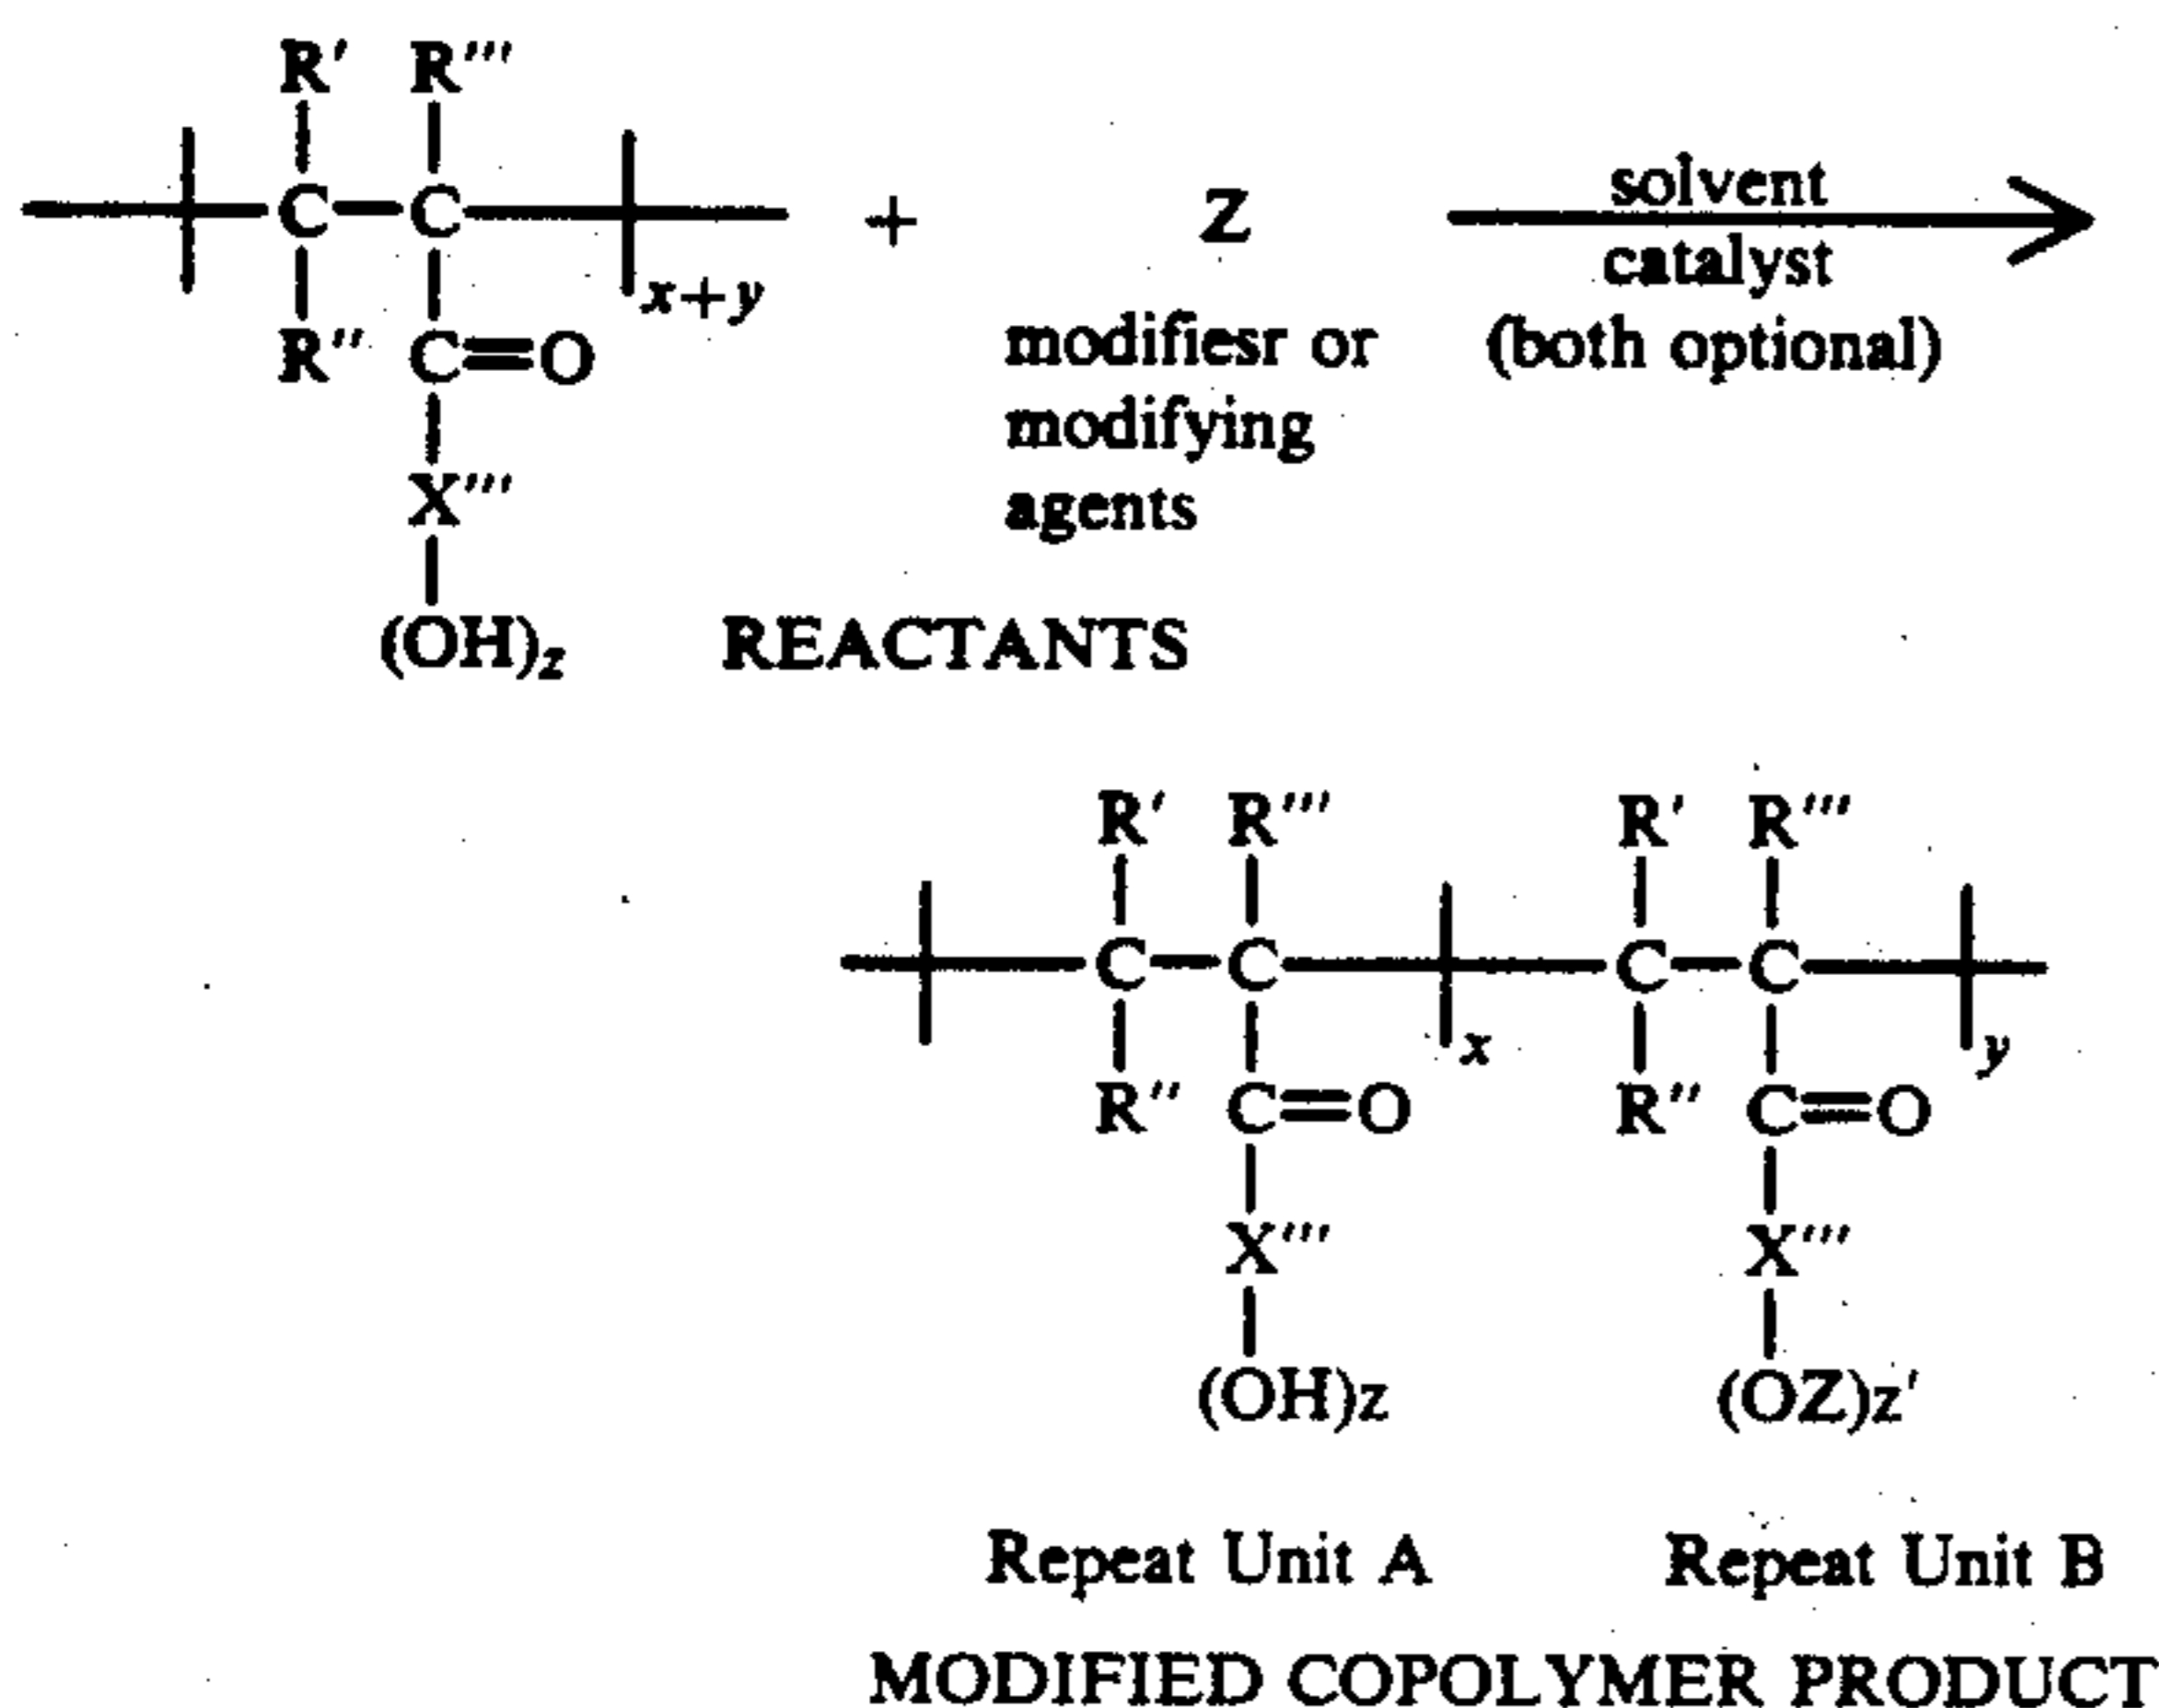 R′ R‴
C—C
x+y
+ Z
solvent
catalyst
(both optional)
R″ C=O
modifiesr or
modifying
agents
X‴
(OH)z
REACTANTS
R′ R‴ R′ R‴
C—C C—C
x y
R″ C=O R″ C=O
X‴ X‴
(OH)z (OZ)z′
Repeat Unit A Repeat Unit B
MODIFIED COPOLYMER PRODUCT